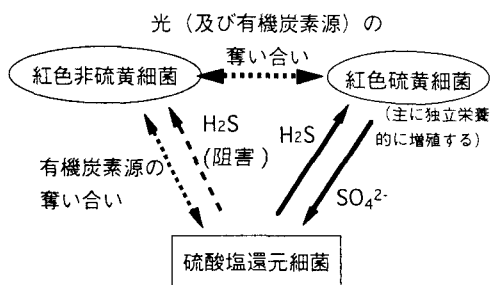 光（及び有機炭素源）の
奪い合い
紅色非硫黄細菌
紅色硫黄細菌
（主に独立栄養
的に増殖する）
H2S
(阻害)
H2S
有機炭素源の
奪い合い
SO4²⁻
硫酸塩還元細菌